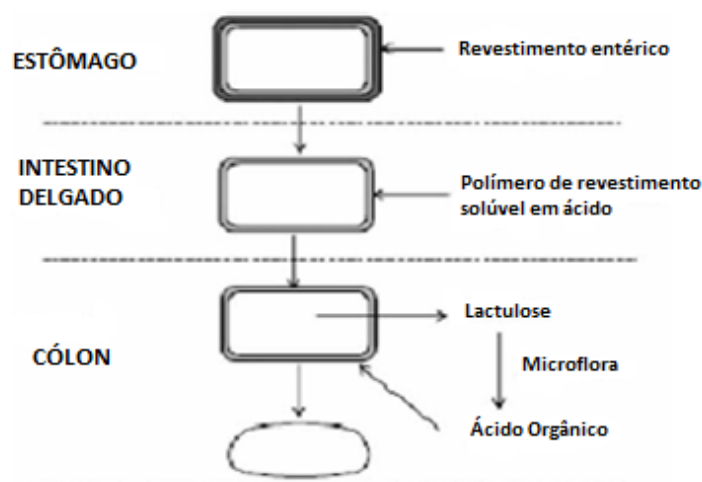 ESTÔMAGO
Revestimento entérico
INTESTINO
DELGADO
Polímero de revestimento
solúvel em ácido
CÓLON
Lactulose
Microflora
Ácido Orgânico